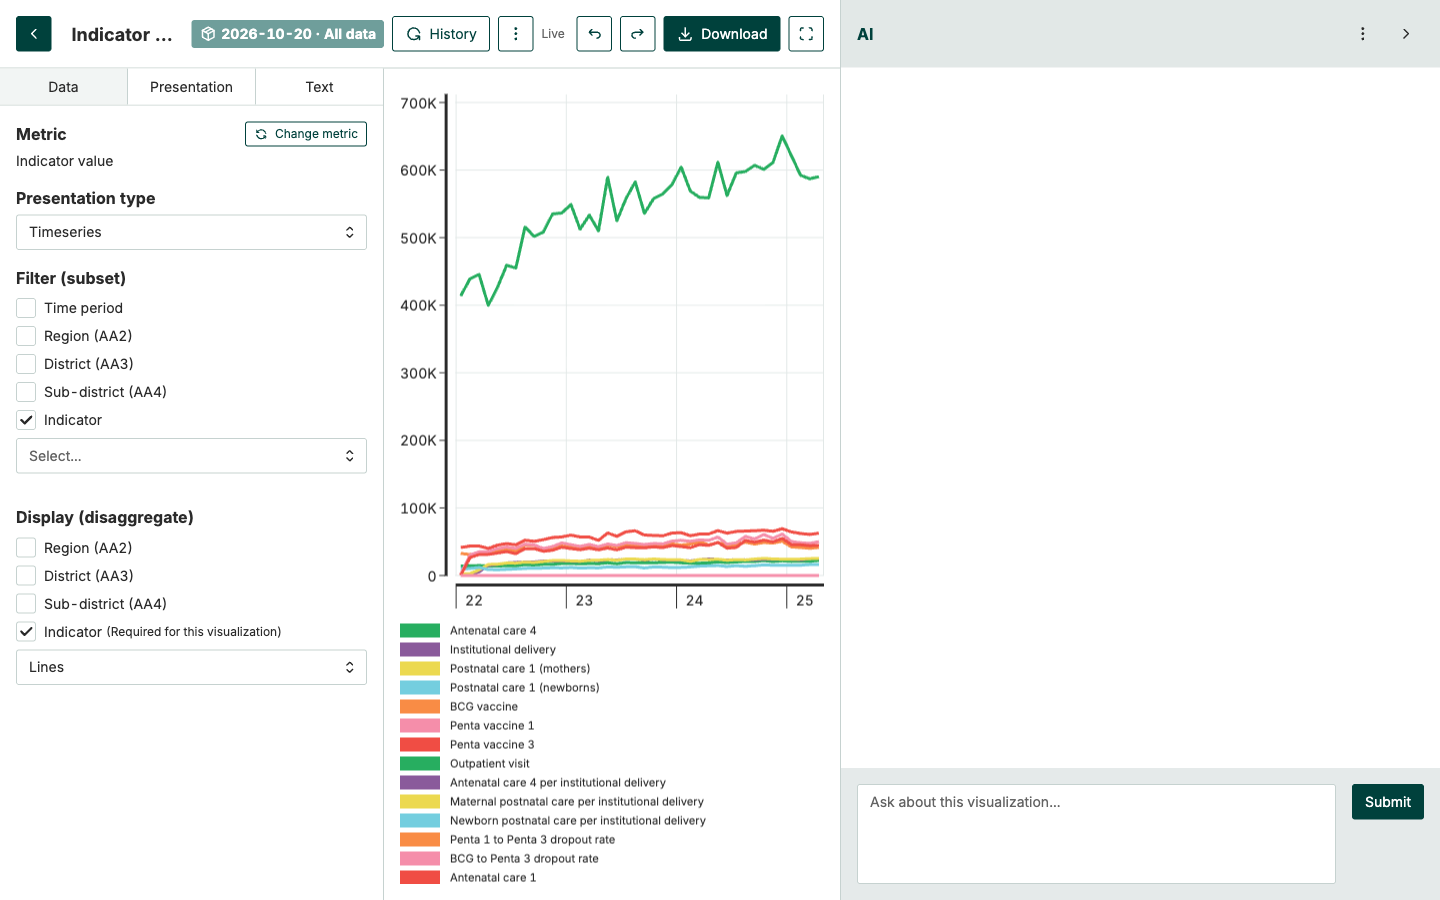 Indicator ...
2026-10-20 · All data
History
Live
Download
AI
Data
Presentation
Text
Metric
Change metric
Indicator value
Presentation type
Timeseries
Filter (subset)
Time period
Region (AA2)
District (AA3)
Sub-district (AA4)
Indicator
Select...
Display (disaggregate)
Region (AA2)
District (AA3)
Sub-district (AA4)
Indicator (Required for this visualization)
Lines
700K
600K
500K
400K
300K
200K
100K
0
22
23
24
25
Antenatal care 4
Institutional delivery
Postnatal care 1 (mothers)
Postnatal care 1 (newborns)
BCG vaccine
Penta vaccine 1
Penta vaccine 3
Outpatient visit
Antenatal care 4 per institutional delivery
Maternal postnatal care per institutional delivery
Newborn postnatal care per institutional delivery
Penta 1 to Penta 3 dropout rate
BCG to Penta 3 dropout rate
Antenatal care 1
Ask about this visualization...
Submit